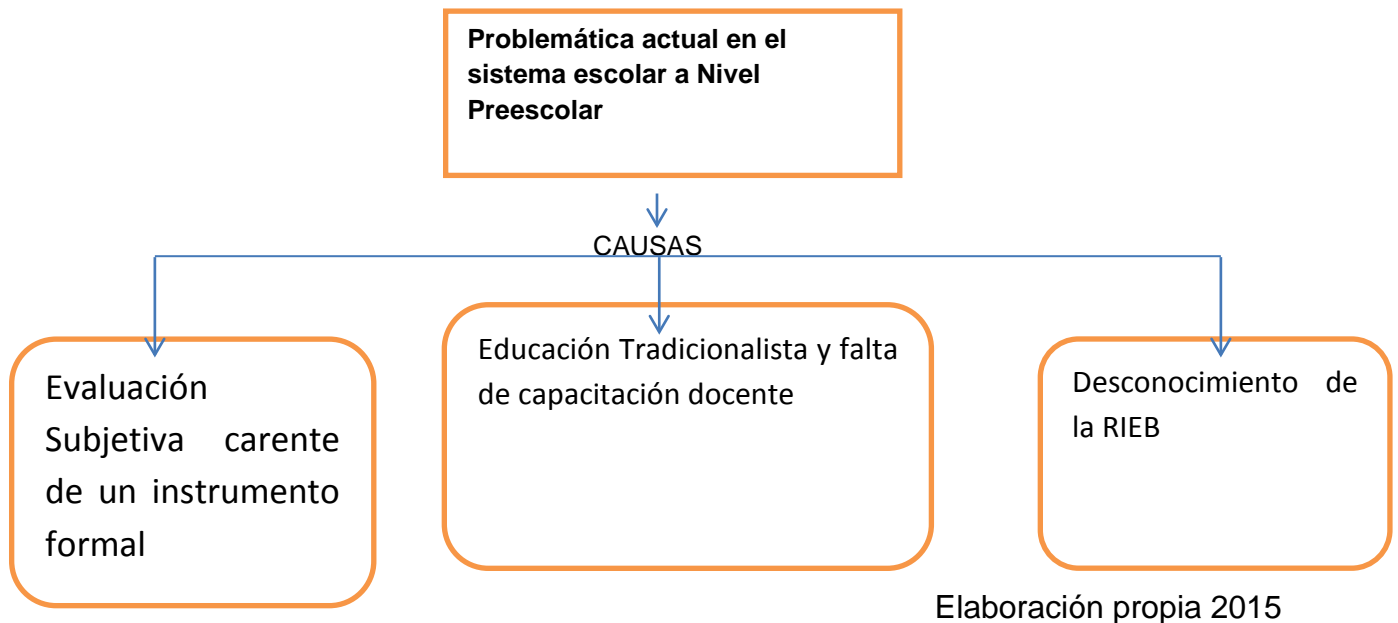 Problemática actual en el
sistema escolar a Nivel
Preescolar
CAUSAS
Evaluación
Subjetiva carente
de un instrumento
formal
Educación Tradicionalista y falta
de capacitación docente
Desconocimiento de
la RIEB
Elaboración propia 2015